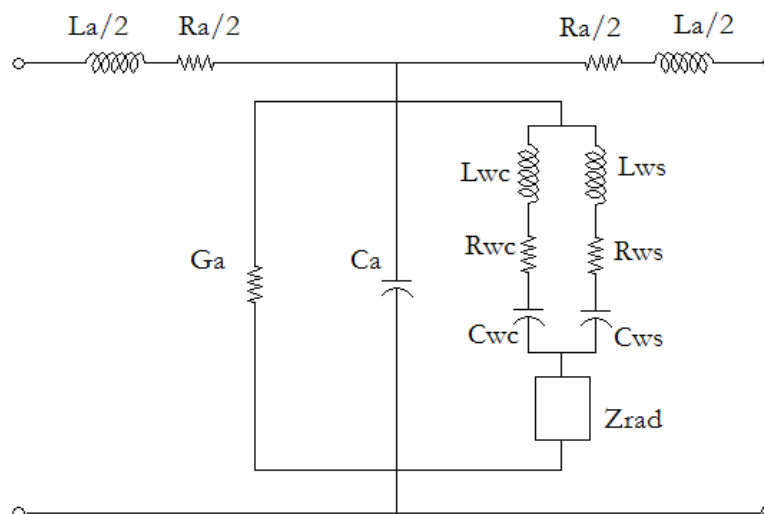 La/2 Ra/2 Ra/2 La/2
Lwc Lws
Ga Ca Rwc Rws
Cwc Cws
Zrad